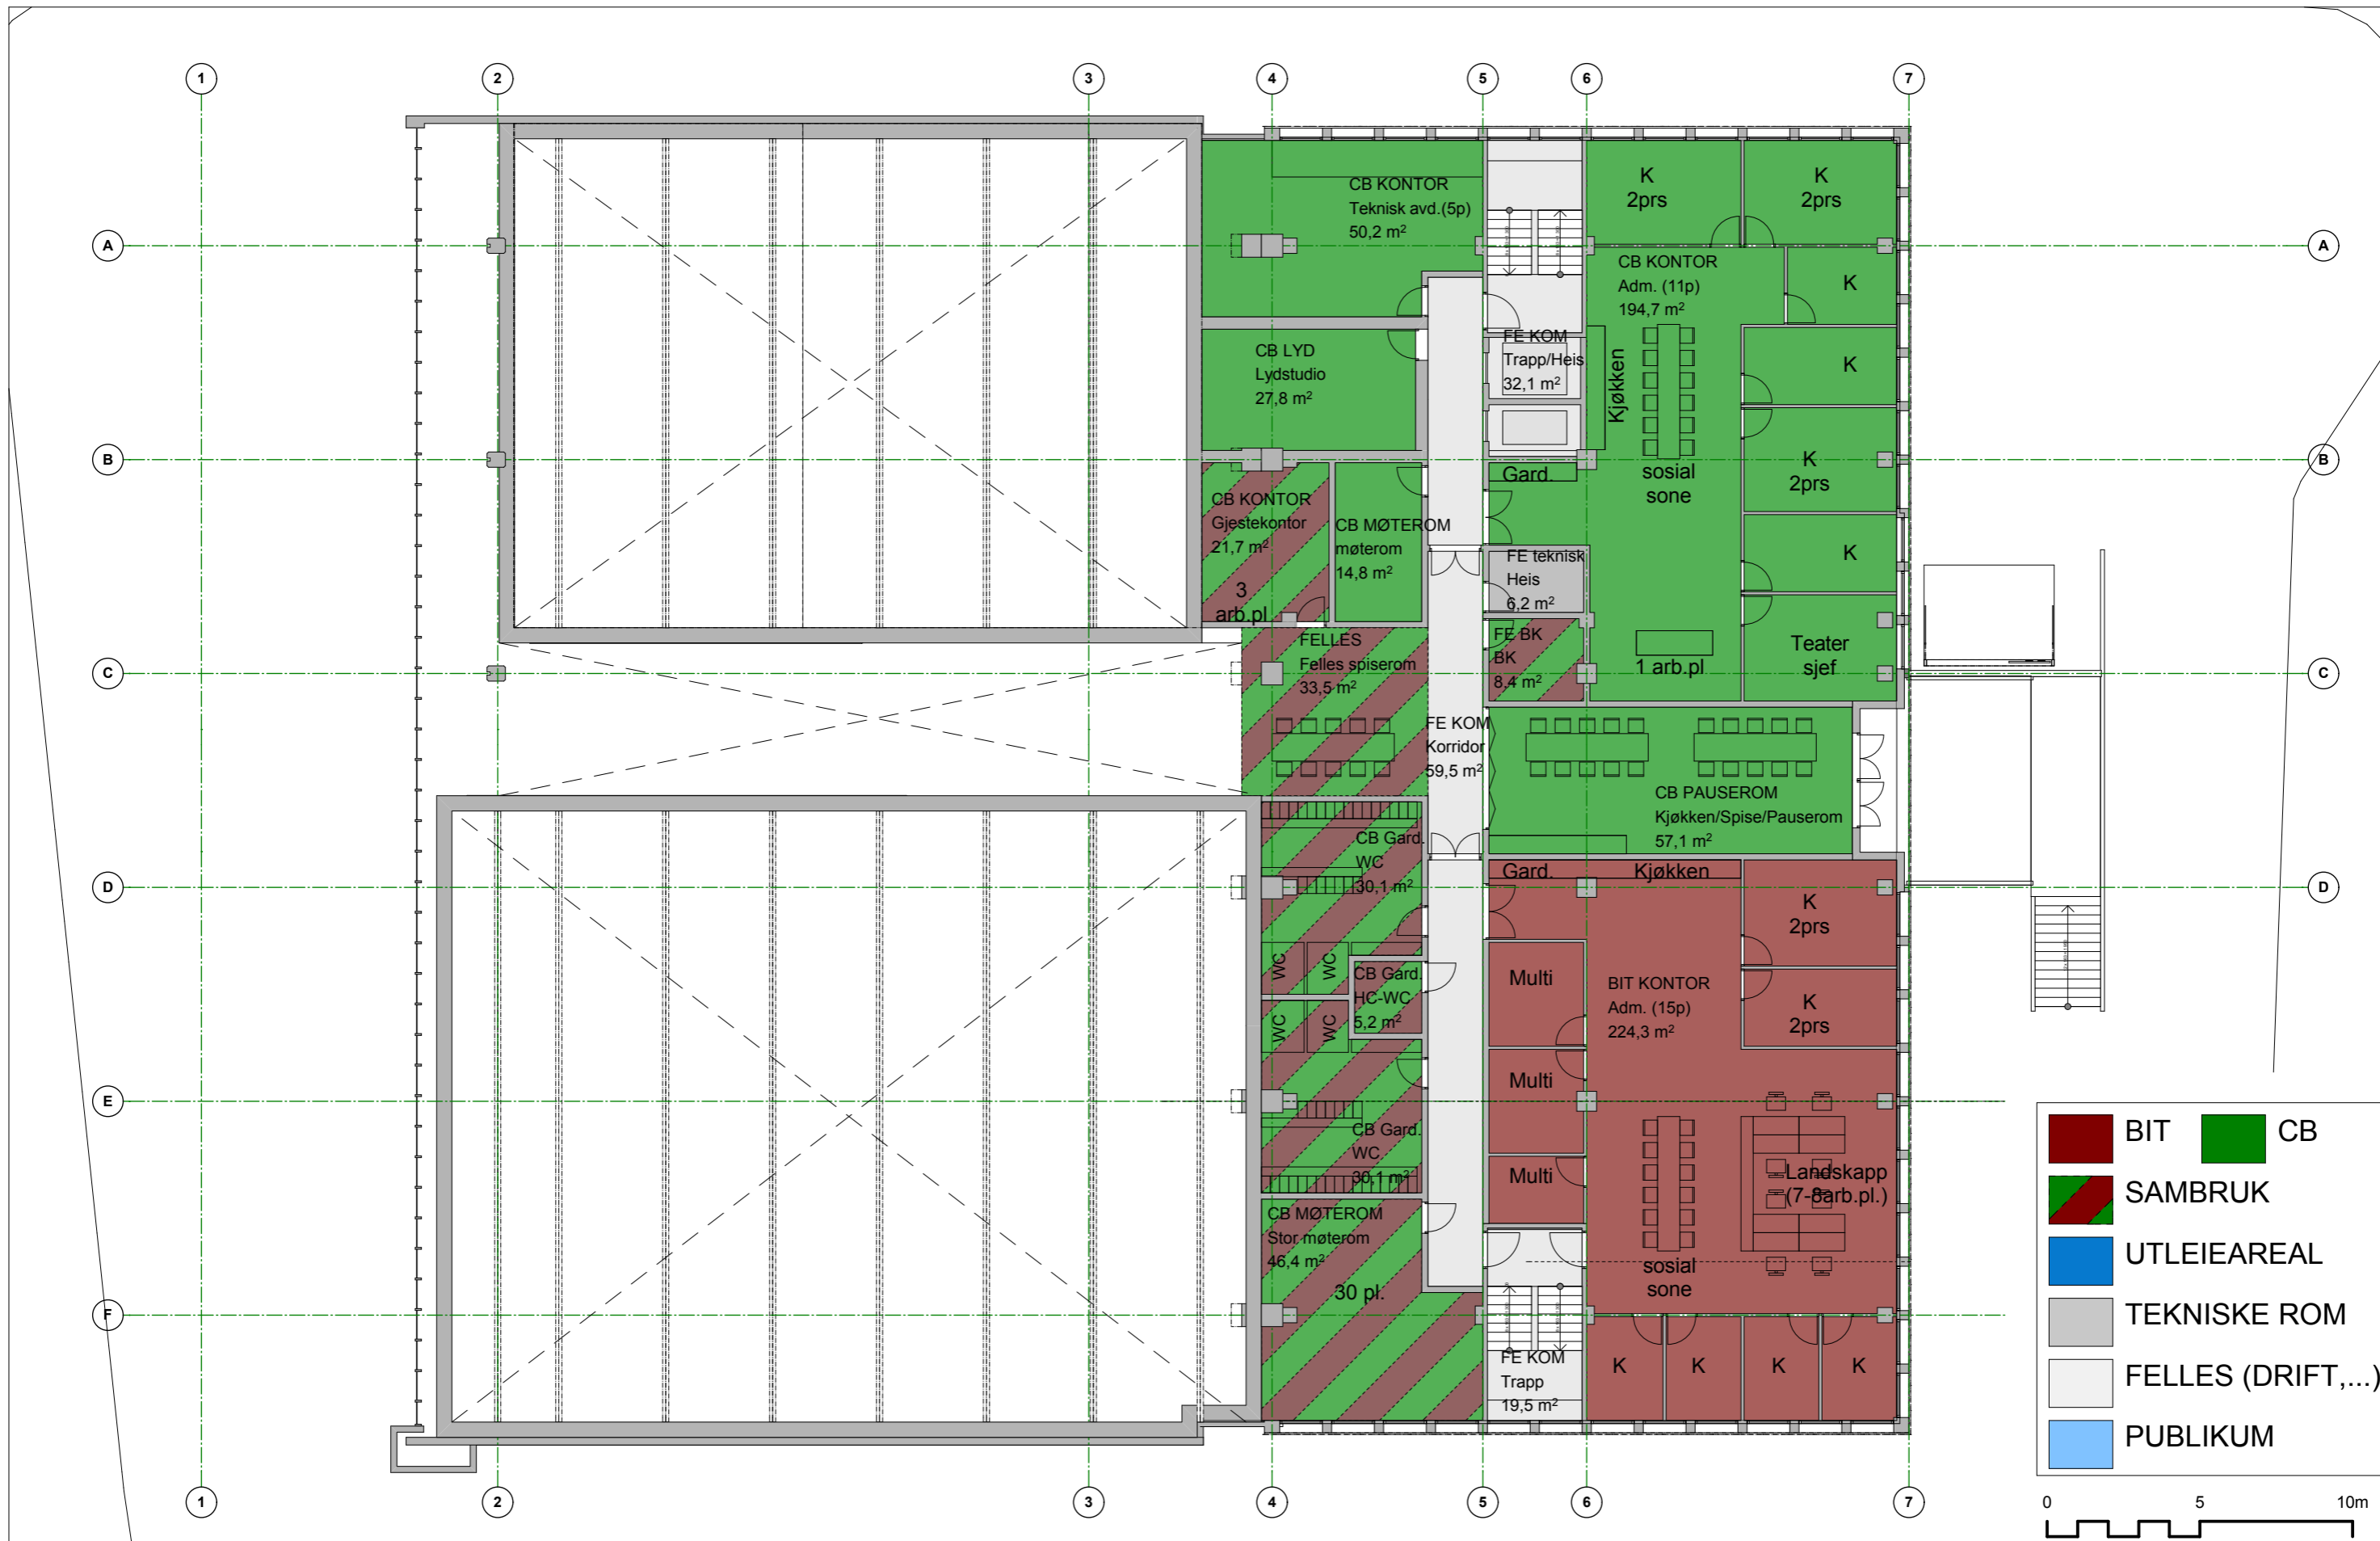 1
2
3
4
5
6
7
A
A
B
B
C
C
D
D
E
F
1
2
3
4
5
6
7
CB KONTOR
Teknisk avd.(5p)
50,2 m²
K
2prs
K
2prs
CB KONTOR
Adm. (11p)
194,7 m²
K
CB LYD
Lydstudio
27,8 m²
FE KOM
Trapp/Heis
32,1 m²
Kjøkken
K
sosial
sone
K
2prs
Gard.
CB KONTOR
Gjestekontor
21,7 m²
3
arb.pl
CB MØTEROM
møterom
14,8 m²
FE teknisk
Heis
6,2 m²
K
FELLES
Felles spiserom
33,5 m²
FE BK
BK
8,4 m²
1 arb.pl
Teater
sjef
FE KOM
Korridor
59,5 m²
CB PAUSEROM
Kjøkken/Spise/Pauserom
57,1 m²
CB Gard.
WC
30,1 m²
Gard.
Kjøkken
K
2prs
WC
WC
CB Gard.
HC-WC
5,2 m²
WC
WC
Multi
BIT KONTOR
Adm. (15p)
224,3 m²
K
2prs
Multi
CB Gard.
WC
30,1 m²
Multi
Landskapp
(7-8arb.pl.)
CB MØTEROM
Stor møterom
46,4 m²
30 pl.
sosial
sone
FE KOM
Trapp
19,5 m²
K
K
K
K
BIT
CB
SAMBRUK
UTLEIEAREAL
TEKNISKE ROM
FELLES (DRIFT,...)
PUBLIKUM
0
5
10m